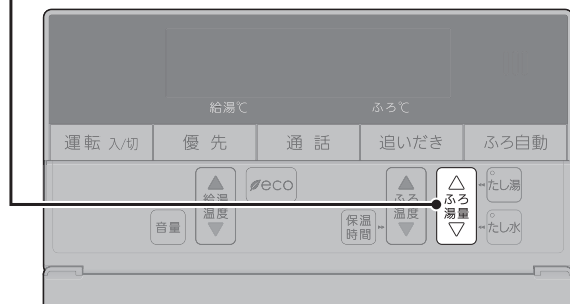 給湯℃ ふろ℃
運転 入/切 優先 通話 追いだき ふろ自動
給湯
温度
eco
音量
保温
時間
ふろ
温度
ふろ
湯量
たし湯
たし水